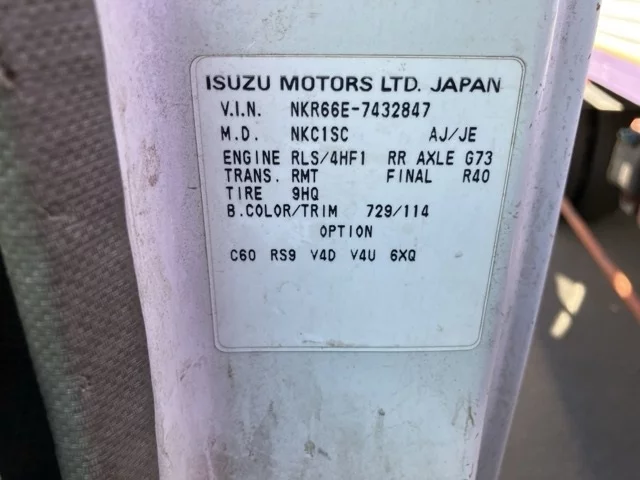 ISUZU MOTORS LTD. JAPAN
V.I.N. NKR66E-7432847
M.D. NKC1SC AJ/JE
ENGINE RLS/4HF1 RR AXLE G73
TRANS. RMT FINAL R40
TIRE 9HQ
B.COLOR/TRIM 729/114
OPTION
C60 RS9 V4D V4U 6XQ